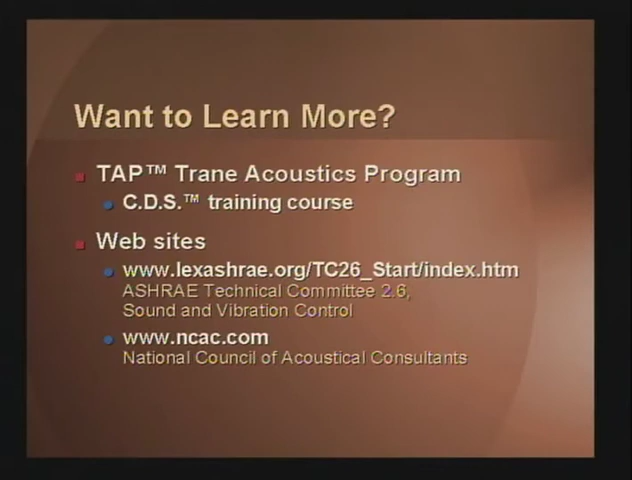 Want to Learn More?
TAP™ Trane Acoustics Program
C.D.S.™ training course
Web sites
www.lexashrae.org/TC26_Start/index.htm
ASHRAE Technical Committee 2.6,
Sound and Vibration Control
www.ncac.com
National Council of Acoustical Consultants